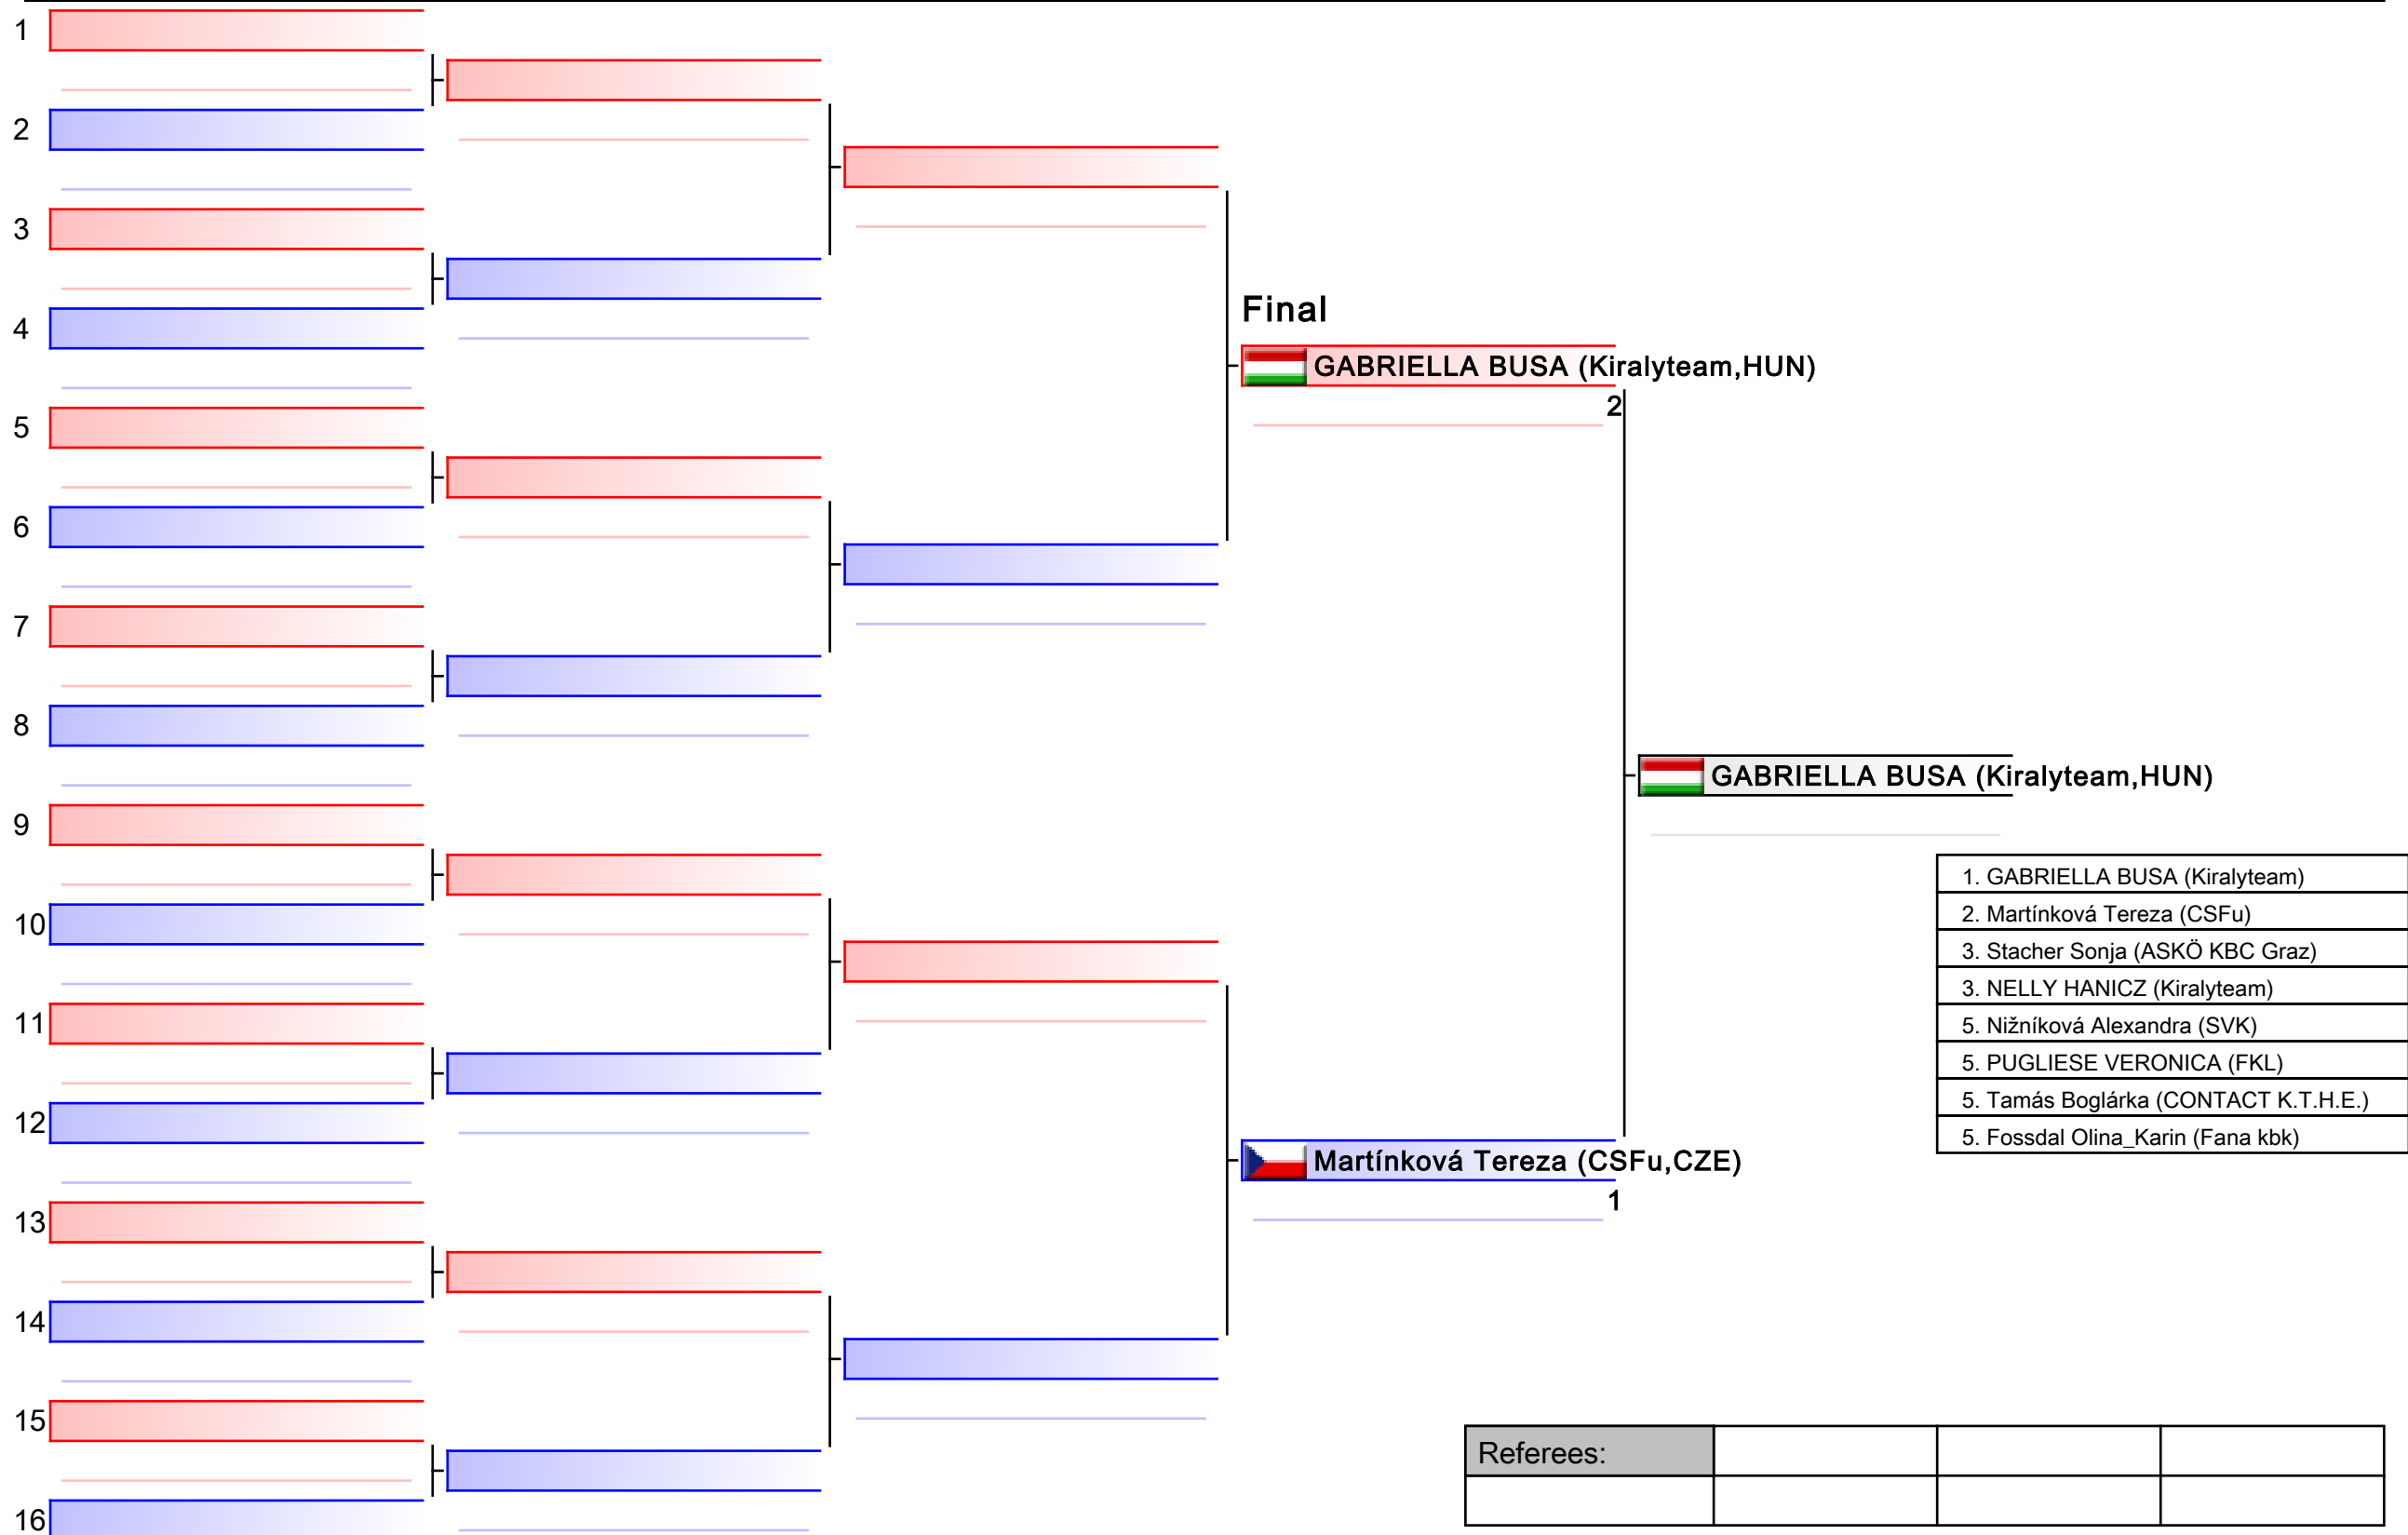 1
2
3
4
Final
GABRIELLA BUSA (Kiralyteam,HUN)
2
5
6
7
8
GABRIELLA BUSA (Kiralyteam,HUN)
9
1. GABRIELLA BUSA (Kiralyteam)
2. Martínková Tereza (CSFu)
3. Stacher Sonja (ASKÖ KBC Graz)
3. NELLY HANICZ (Kiralyteam)
5. Nižníková Alexandra (SVK)
5. PUGLIESE VERONICA (FKL)
5. Tamás Boglárka (CONTACT K.T.H.E.)
5. Fossdal Olina_Karin (Fana kbk)
10
11
12
Martínková Tereza (CSFu,CZE)
1
13
14
15
Referees:
16